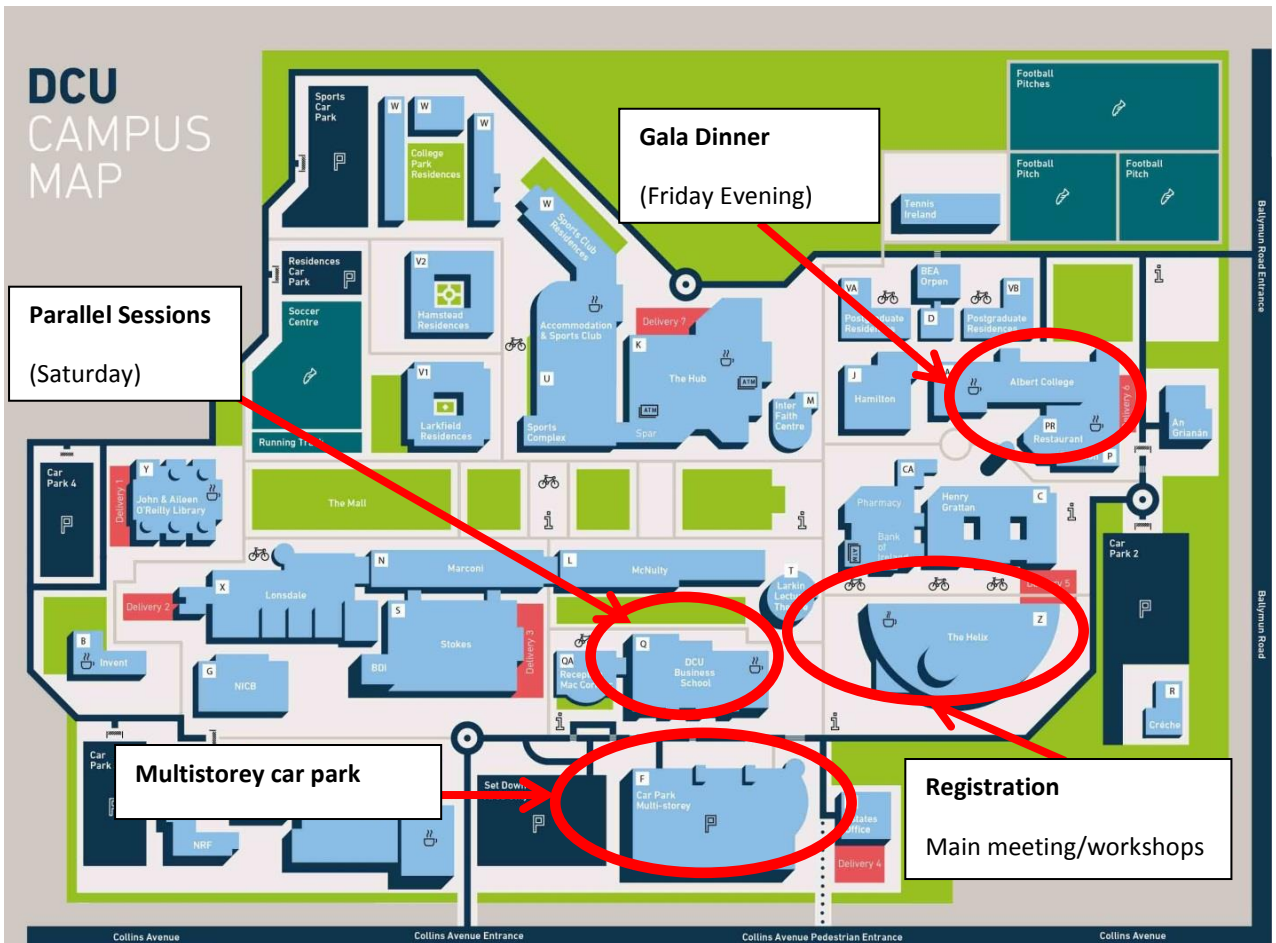 DCU
CAMPUS
MAP
Sports
Car
Park
P
W
W
W
College
Park
Residences
W
Sports Club
Residences
Gala Dinner
(Friday Evening)
Football
Pitches
Football
Pitch
Football
Pitch
Tennis
Ireland
Ballymun Road Entrance
Residences
Car
Park
P
V2
Hamstead
Residences
Soccer
Centre
Running
Parallel Sessions
(Saturday)
Accommodation
& Sports Club
U
Sports
Complex
Delivery 7
K
The Hub
ATM
ATM
Spar
M
Inter
Faith
Centre
VA
Postgraduate
Residences
BEA
Orpen
D
VB
Postgraduate
Residences
i
J
Hamilton
A
Albert College
Delivery 6
PR
Restaurant
P
An
Grianán
V1
Larkfield
Residences
Car
Park 4
P
Delivery 1
Y
John & Aileen
O'Reilly Library
The Mall
i
i
CA
Pharmacy
Bank
of
Ireland
ATM
Henry
Grattan
C
i
Car
Park 2
P
Ballymun Road
N
Marconi
L
McNulty
T
Larkin
Lecture
Theatre
Delivery 5
X
Lonsdale
Delivery 2
S
Stokes
BDI
Delivery 3
B
Invent
G
NICB
QA
Q
DCU
Business
School
i
The Helix
Z
i
R
Crèche
Car
Park
Multistorey car park
NRF
Set Down
P
F
Car Park
Multi-storey
P
Estates
Office
Delivery 4
Registration
Main meeting/workshops
Collins Avenue
Collins Avenue Entrance
Collins Avenue Pedestrian Entrance
Collins Avenue